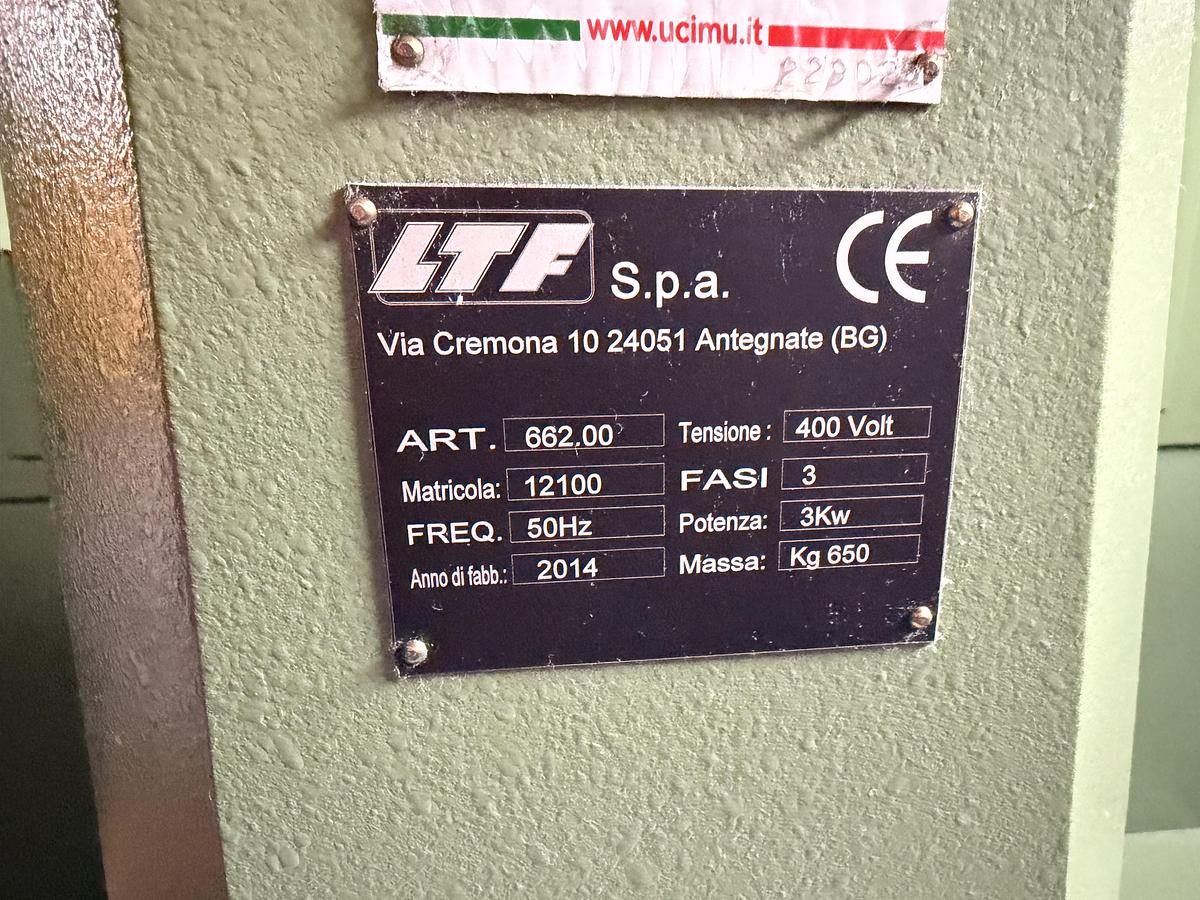 www.ucimu.it
LTF S.p.a. CE
Via Cremona 10 24051 Antegnate (BG)
ART. 662.00 Tensione : 400 Volt
Matricola: 12100 FASI 3
FREQ. 50Hz Potenza: 3Kw
Anno di fabb.: 2014 Massa: Kg 650